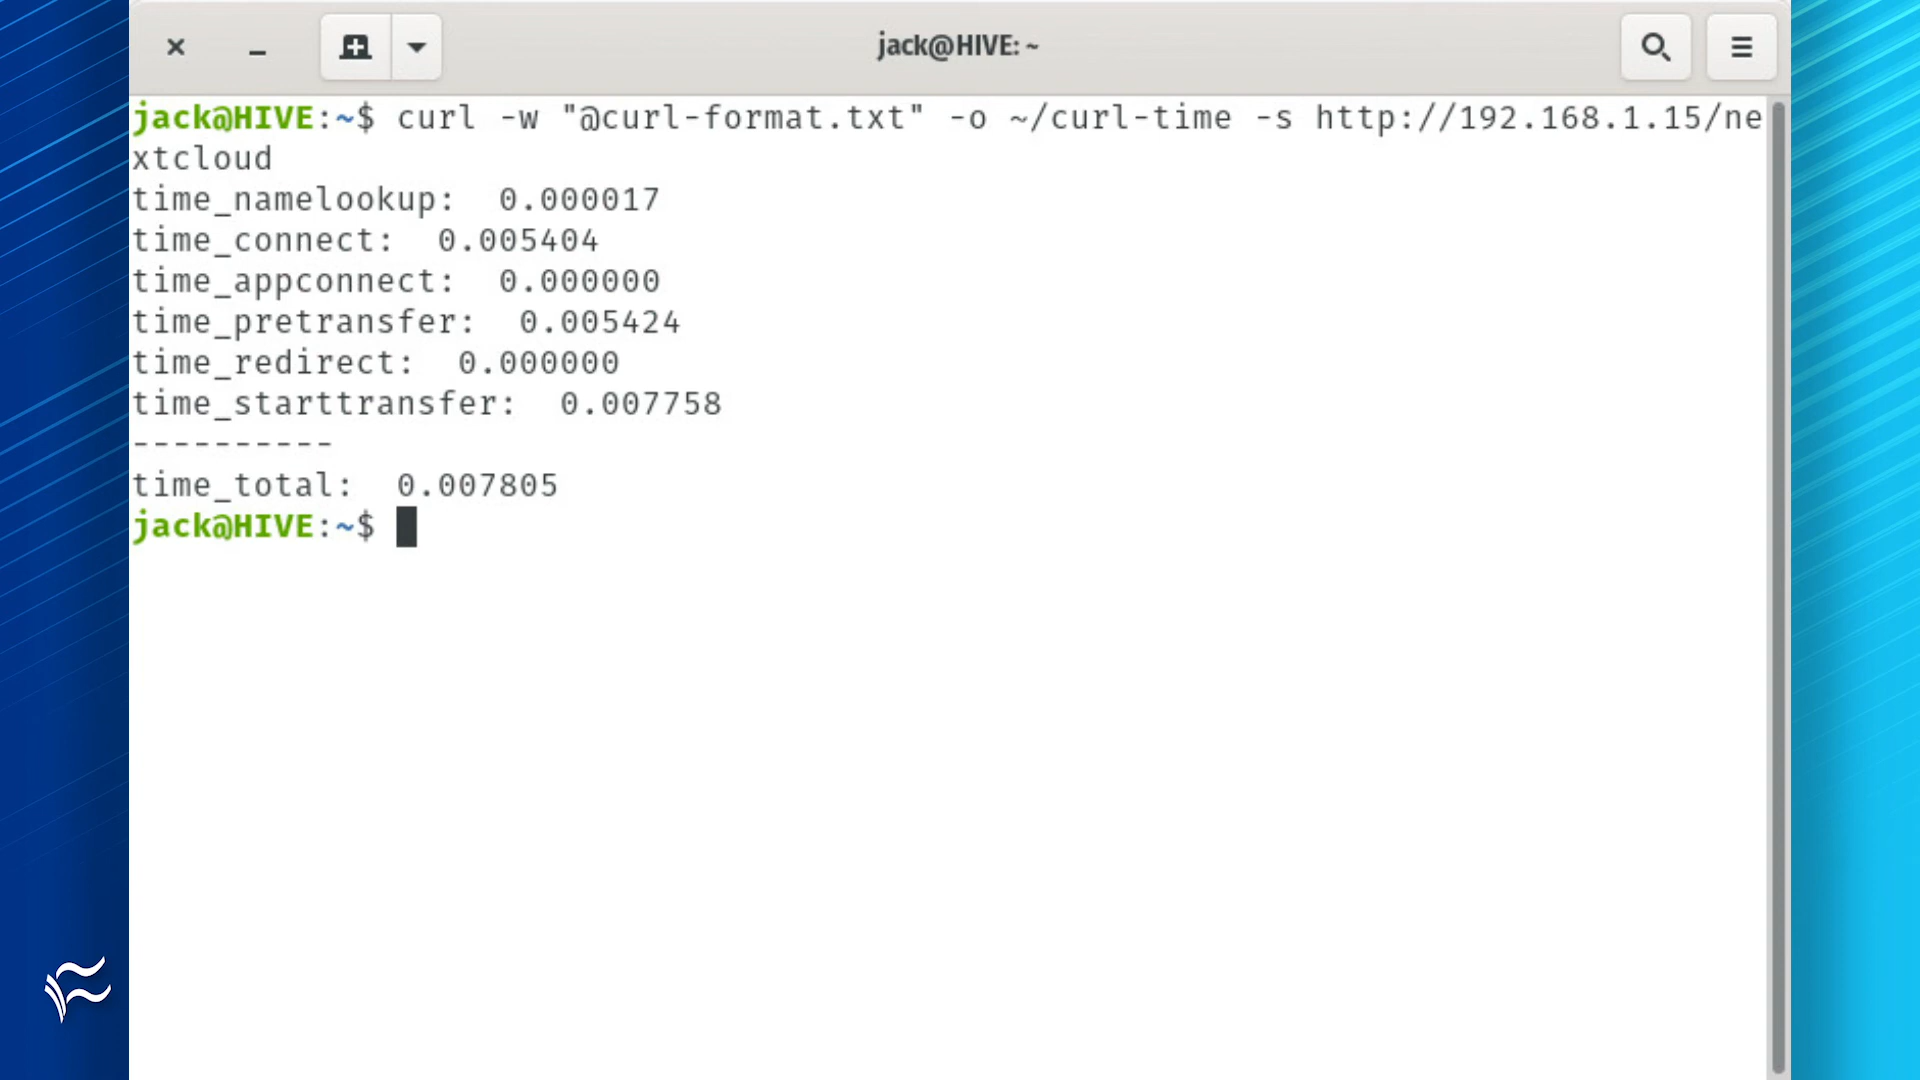 jack@HIVE: ~
jack@HIVE:~$ curl -w "@curl-format.txt" -o ~/curl-time -s http://192.168.1.15/ne
xtcloud
time_namelookup:  0.000017
time_connect:  0.005404
time_appconnect:  0.000000
time_pretransfer:  0.005424
time_redirect:  0.000000
time_starttransfer:  0.007758
----------
time_total:  0.007805
jack@HIVE:~$